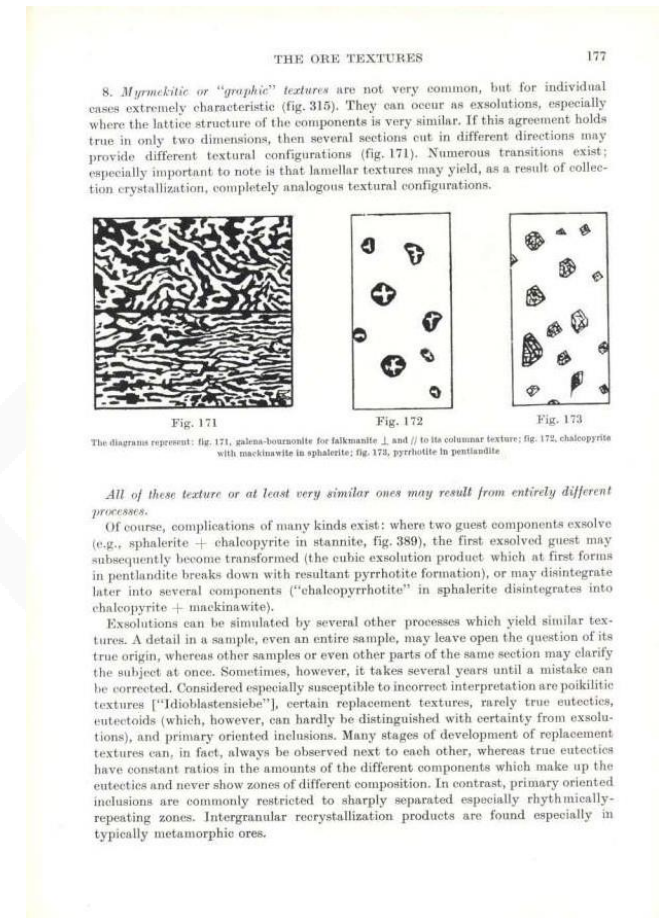 THE ORE TEXTURES 177
8. Myrmekitic or "graphic" textures are not very common, but for individual
cases extremely characteristic (fig. 315). They can occur as exsolutions, especially
where the lattice structure of the components is very similar. If this agreement holds
true in only two dimensions, then several sections cut in different directions may
provide different textural configurations (fig. 171). Numerous transitions exist;
especially important to note is that lamellar textures may yield, as a result of collec-
tion crystallization, completely analogous textural configurations.
Fig. 171 Fig. 172 Fig. 173
The diagrams represent: fig. 171, galena-bournonite for falkmanite ⊥ and // to its columnar texture; fig. 172, chalcopyrite
with mackinawite in sphalerite; fig. 173, pyrrhotite in pentlandite
All of these texture or at least very similar ones may result from entirely different
processes.
Of course, complications of many kinds exist: where two guest components exsolve
(e.g., sphalerite + chalcopyrite in stannite, fig. 389), the first exsolved guest may
subsequently become transformed (the cubic exsolution product which at first forms
in pentlandite breaks down with resultant pyrrhotite formation), or may disintegrate
later into several components ("chalcopyrrhotite" in sphalerite disintegrates into
chalcopyrite + mackinawite).
Exsolutions can be simulated by several other processes which yield similar tex-
tures. A detail in a sample, even an entire sample, may leave open the question of its
true origin, whereas other samples or even other parts of the same section may clarify
the subject at once. Sometimes, however, it takes several years until a mistake can
be corrected. Considered especially susceptible to incorrect interpretation are poikilitic
textures ["Idioblastensiebe"], certain replacement textures, rarely true eutectics,
eutectoids (which, however, can hardly be distinguished with certainty from exsolu-
tions), and primary oriented inclusions. Many stages of development of replacement
textures can, in fact, always be observed next to each other, whereas true eutectics
have constant ratios in the amounts of the different components which make up the
eutectics and never show zones of different composition. In contrast, primary oriented
inclusions are commonly restricted to sharply separated especially rhythmically-
repeating zones. Intergranular recrystallization products are found especially in
typically metamorphic ores.